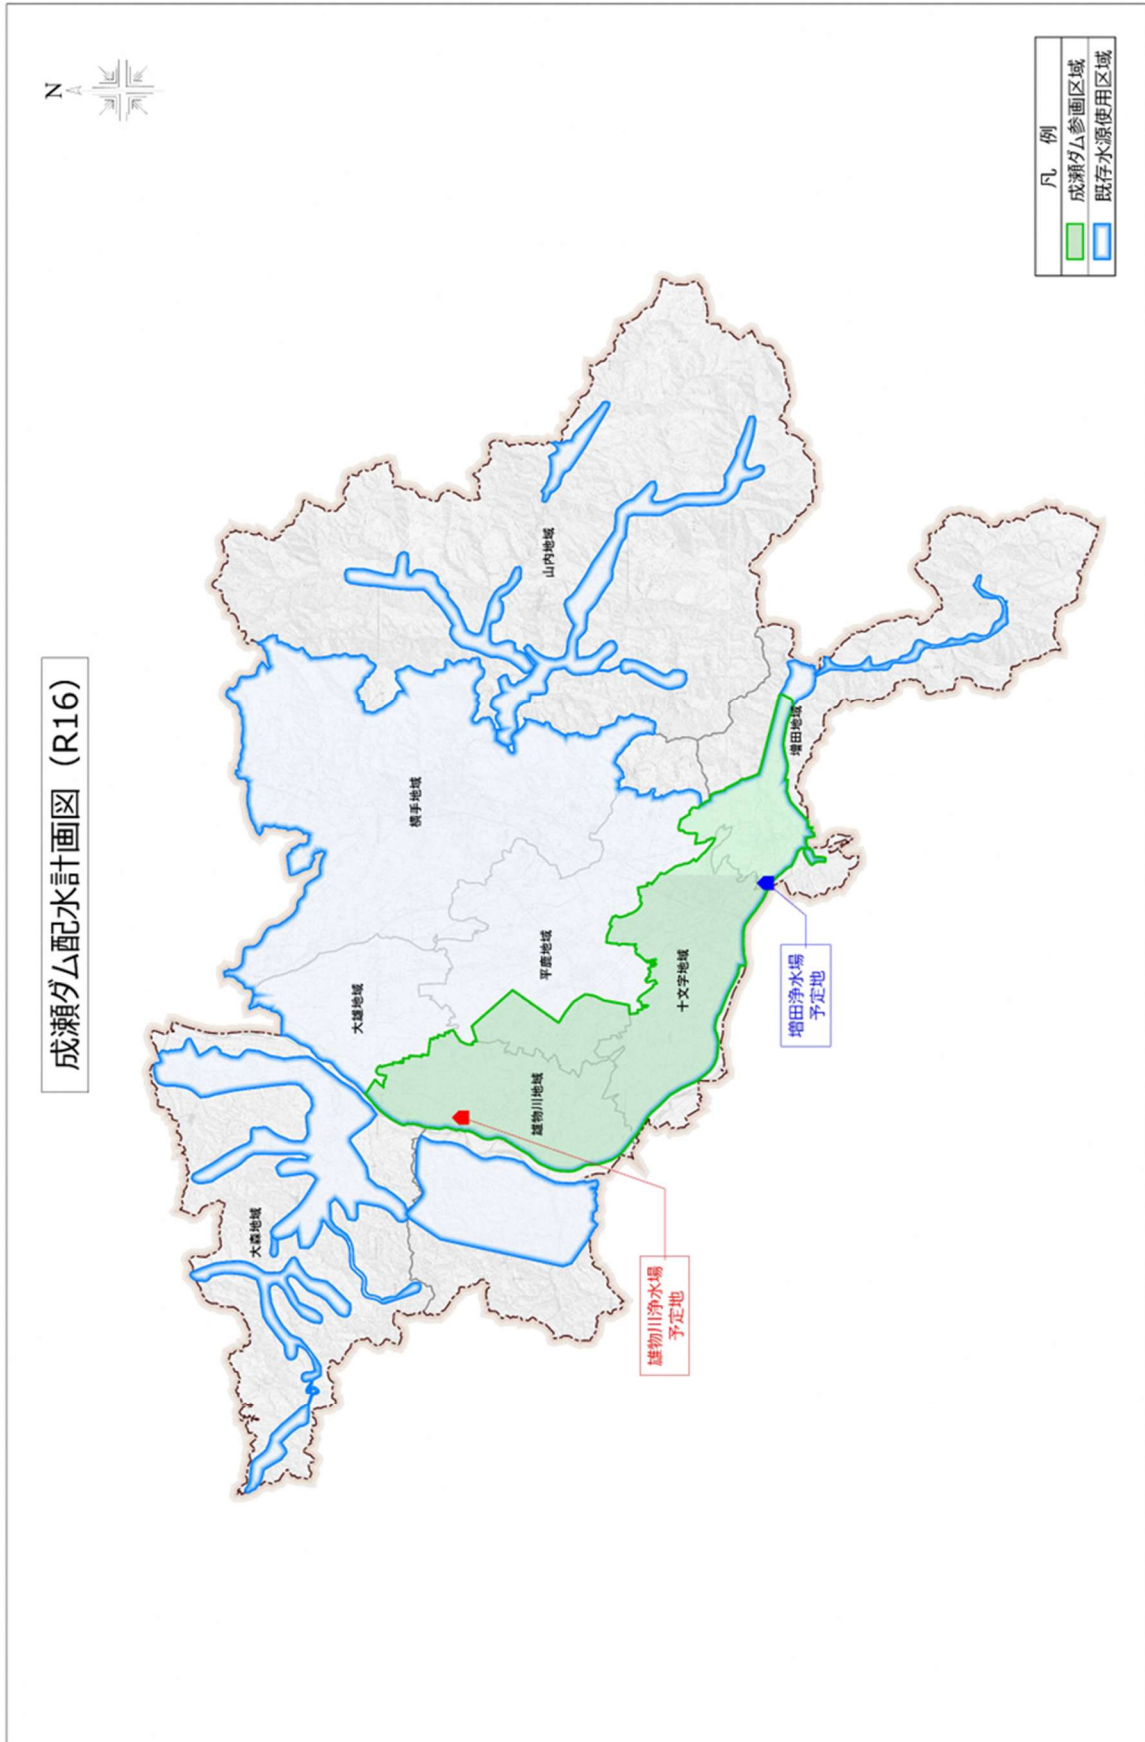 成瀬ダム配水計画図（R16）
N
大森地域
大雄地域
横手地域
山内地域
平鹿地域
雄物川地域
十文字地域
増田地域
雄物川浄水場
予定地
増田浄水場
予定地
凡 例
成瀬ダム参画区域
既存水源使用区域